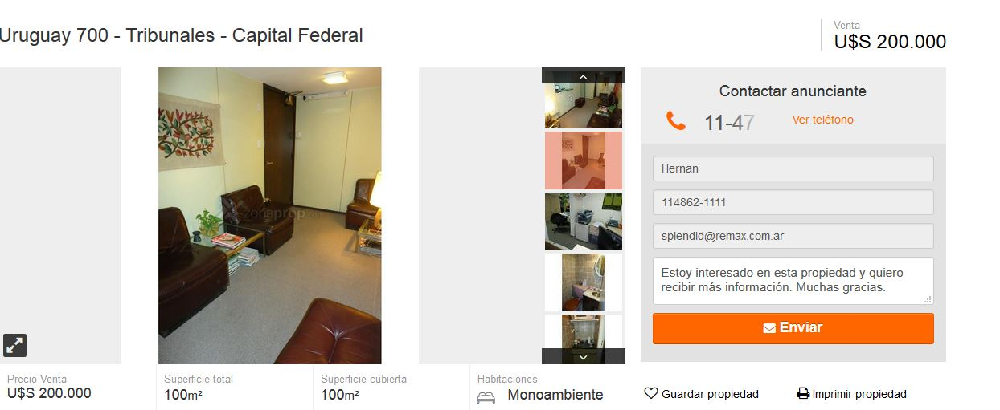 Uruguay 700 - Tribunales - Capital Federal
Venta
U$S 200.000
zonaprop.com
Contactar anunciante
11-47
Ver teléfono
Hernan
114862-1111
splendid@remax.com.ar
Estoy interesado en esta propiedad y quiero
recibir más información. Muchas gracias.
Enviar
Precio Venta
U$S 200.000
Superficie total
100m²
Superficie cubierta
100m²
Habitaciones
Monoambiente
Guardar propiedad
Imprimir propiedad